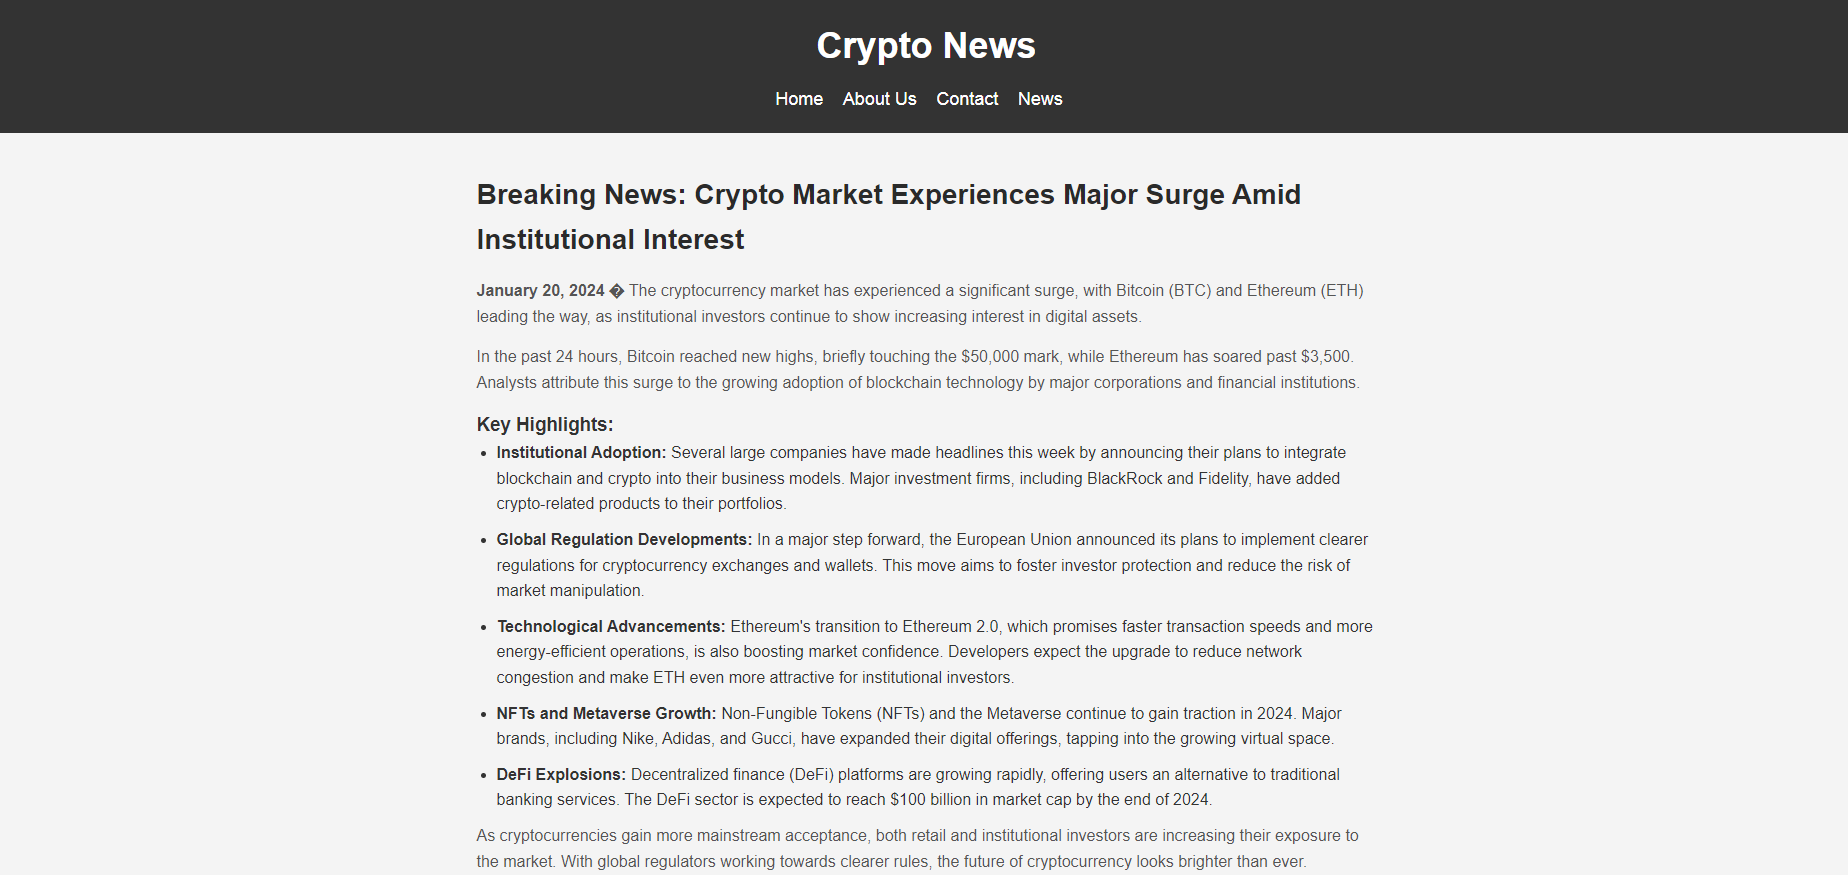 Crypto News
Home About Us Contact News
Breaking News: Crypto Market Experiences Major Surge Amid
Institutional Interest
January 20, 2024 � The cryptocurrency market has experienced a significant surge, with Bitcoin (BTC) and Ethereum (ETH)
leading the way, as institutional investors continue to show increasing interest in digital assets.
In the past 24 hours, Bitcoin reached new highs, briefly touching the $50,000 mark, while Ethereum has soared past $3,500.
Analysts attribute this surge to the growing adoption of blockchain technology by major corporations and financial institutions.
Key Highlights:
• Institutional Adoption: Several large companies have made headlines this week by announcing their plans to integrate
blockchain and crypto into their business models. Major investment firms, including BlackRock and Fidelity, have added
crypto-related products to their portfolios.
• Global Regulation Developments: In a major step forward, the European Union announced its plans to implement clearer
regulations for cryptocurrency exchanges and wallets. This move aims to foster investor protection and reduce the risk of
market manipulation.
• Technological Advancements: Ethereum's transition to Ethereum 2.0, which promises faster transaction speeds and more
energy-efficient operations, is also boosting market confidence. Developers expect the upgrade to reduce network
congestion and make ETH even more attractive for institutional investors.
• NFTs and Metaverse Growth: Non-Fungible Tokens (NFTs) and the Metaverse continue to gain traction in 2024. Major
brands, including Nike, Adidas, and Gucci, have expanded their digital offerings, tapping into the growing virtual space.
• DeFi Explosions: Decentralized finance (DeFi) platforms are growing rapidly, offering users an alternative to traditional
banking services. The DeFi sector is expected to reach $100 billion in market cap by the end of 2024.
As cryptocurrencies gain more mainstream acceptance, both retail and institutional investors are increasing their exposure to
the market. With global regulators working towards clearer rules, the future of cryptocurrency looks brighter than ever.